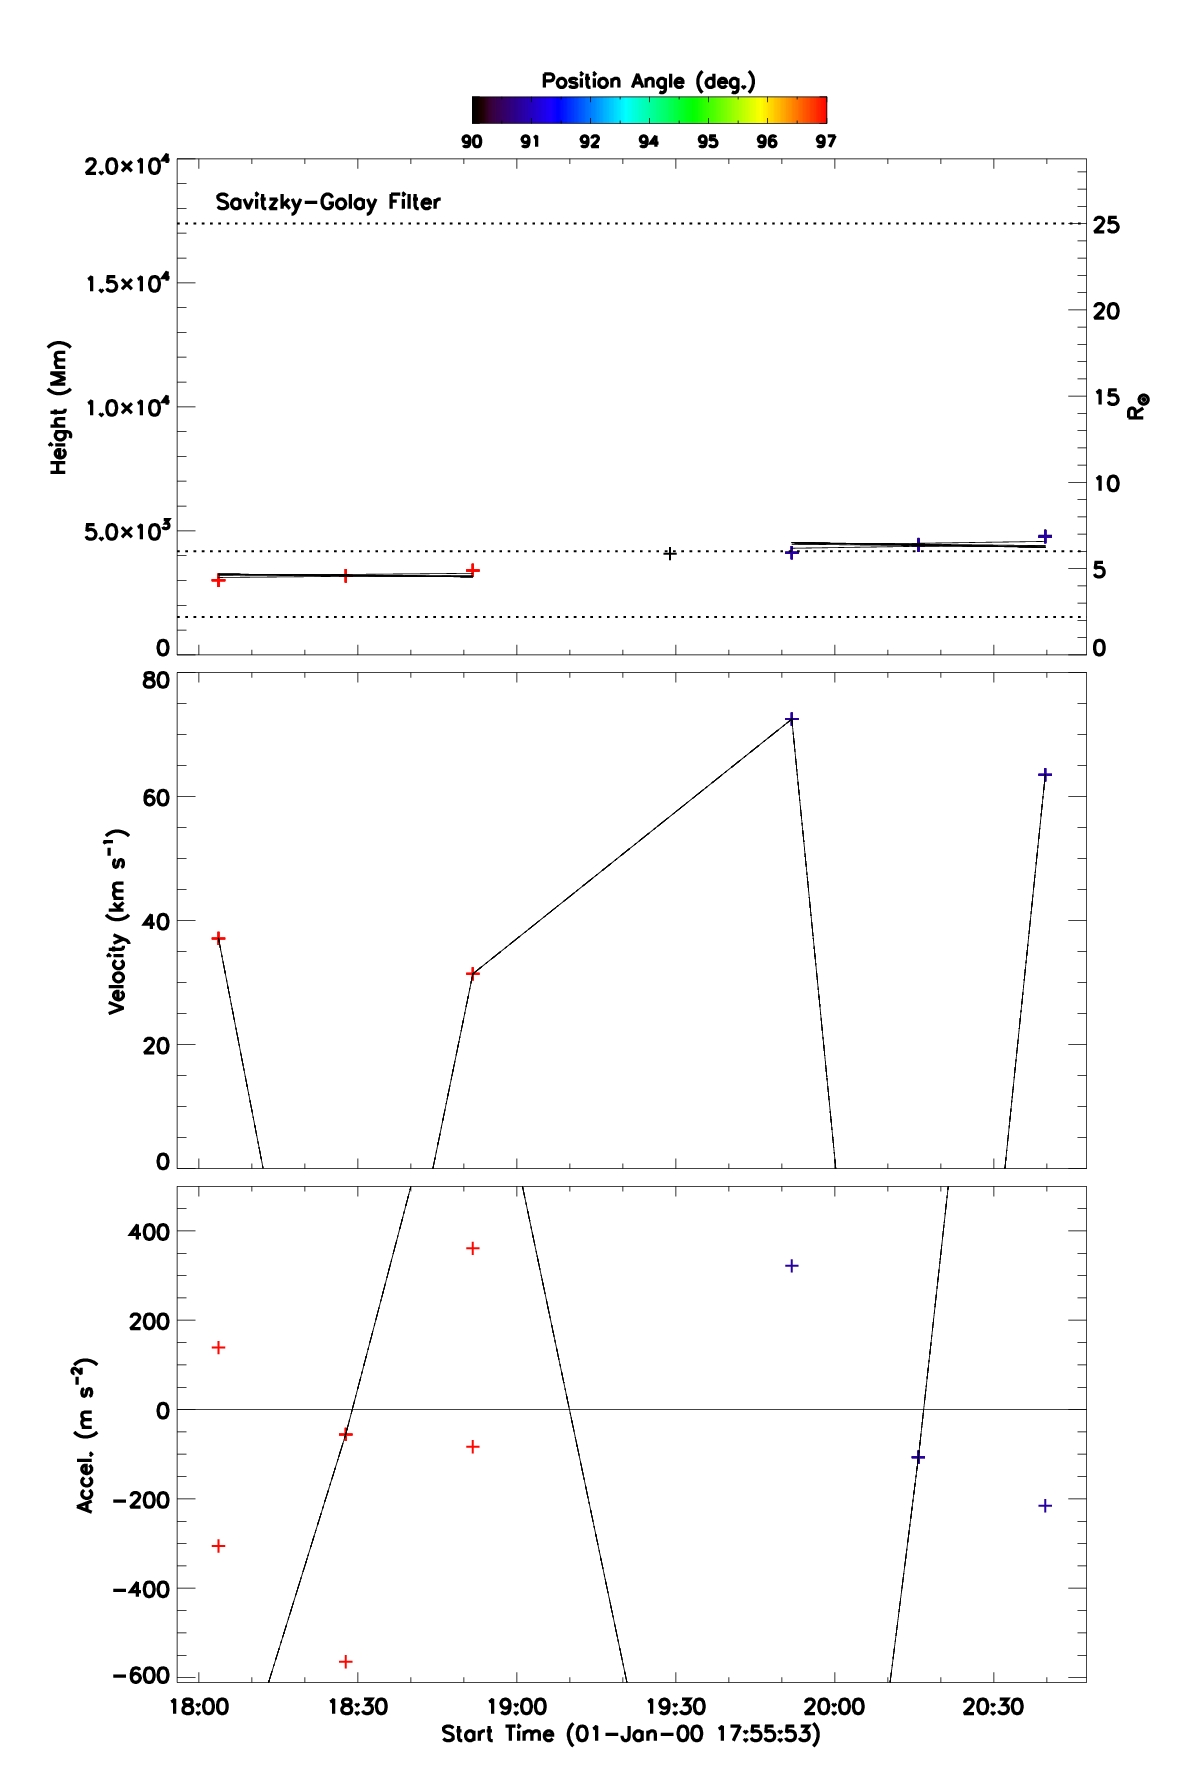 Position Angle (deg.)
90 91 92 94 95 96 97
2.0×10⁴
Savitzky-Golay Filter
25
1.5×10⁴
20
Height (Mm)
1.0×10⁴
15
R⊙
10
5.0×10³
5
0
0
80
60
Velocity (km s⁻¹)
40
20
0
400
200
0
Accel. (m s⁻²)
-200
-400
-600
18:00 18:30 19:00 19:30 20:00 20:30
Start Time (01-Jan-00 17:55:53)